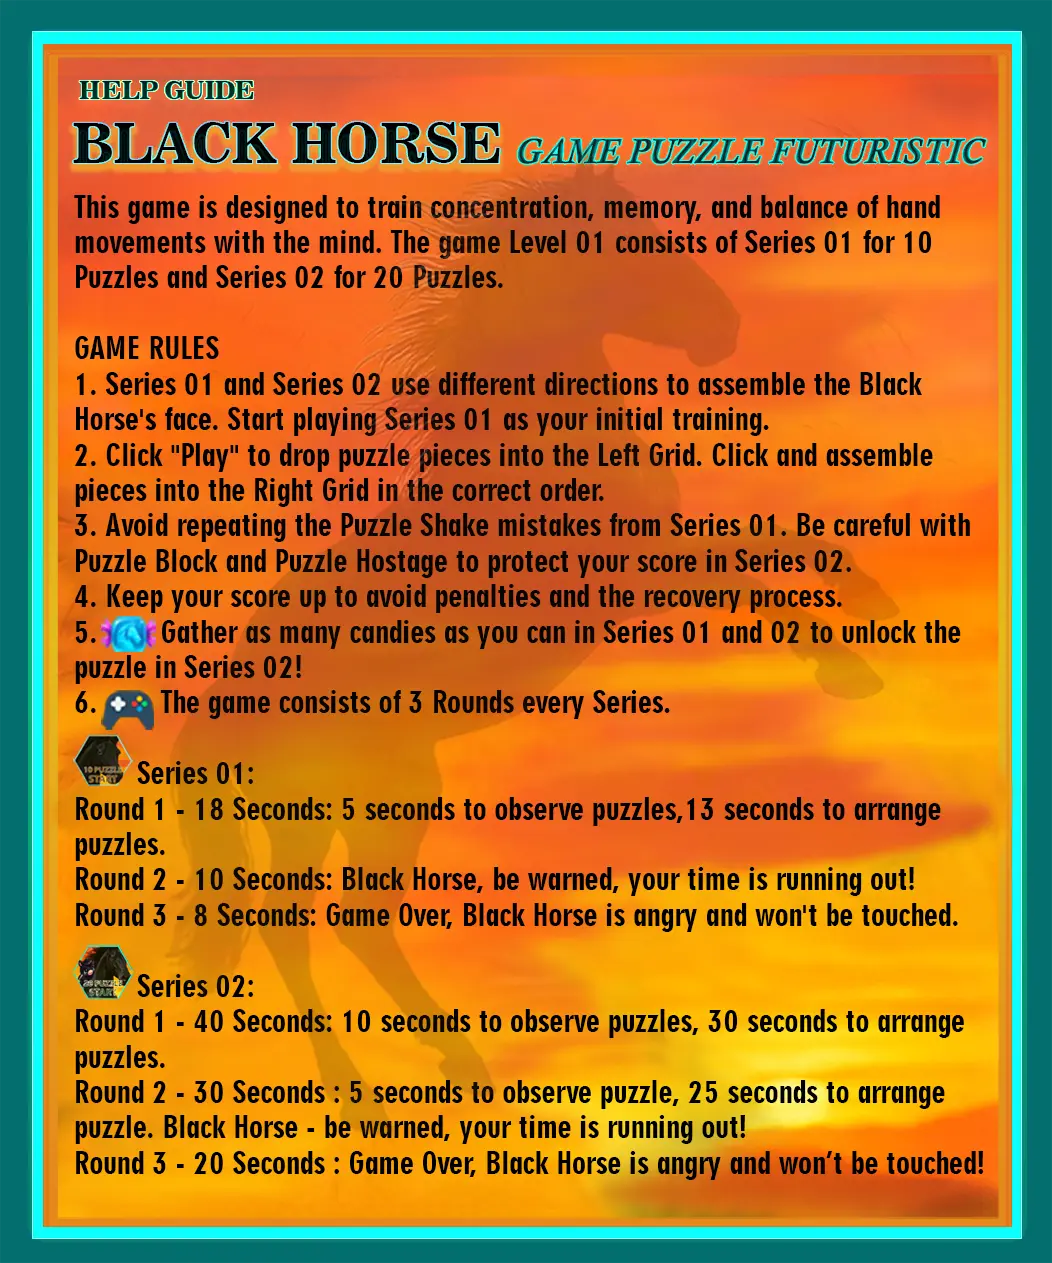 HELP GUIDE
BLACK HORSE GAME PUZZLE FUTURISTIC
This game is designed to train concentration, memory, and balance of hand
movements with the mind. The game Level 01 consists of Series 01 for 10
Puzzles and Series 02 for 20 Puzzles.
GAME RULES
1. Series 01 and Series 02 use different directions to assemble the Black
Horse's face. Start playing Series 01 as your initial training.
2. Click "Play" to drop puzzle pieces into the Left Grid. Click and assemble
pieces into the Right Grid in the correct order.
3. Avoid repeating the Puzzle Shake mistakes from Series 01. Be careful with
Puzzle Block and Puzzle Hostage to protect your score in Series 02.
4. Keep your score up to avoid penalties and the recovery process.
5. Gather as many candies as you can in Series 01 and 02 to unlock the
puzzle in Series 02!
6. The game consists of 3 Rounds every Series.
10 PUZZLE
START
Series 01:
Round 1 - 18 Seconds: 5 seconds to observe puzzles,13 seconds to arrange
puzzles.
Round 2 - 10 Seconds: Black Horse, be warned, your time is running out!
Round 3 - 8 Seconds: Game Over, Black Horse is angry and won't be touched.
20 PUZZLE
START
Series 02:
Round 1 - 40 Seconds: 10 seconds to observe puzzles, 30 seconds to arrange
puzzles.
Round 2 - 30 Seconds : 5 seconds to observe puzzle, 25 seconds to arrange
puzzle. Black Horse - be warned, your time is running out!
Round 3 - 20 Seconds : Game Over, Black Horse is angry and won’t be touched!